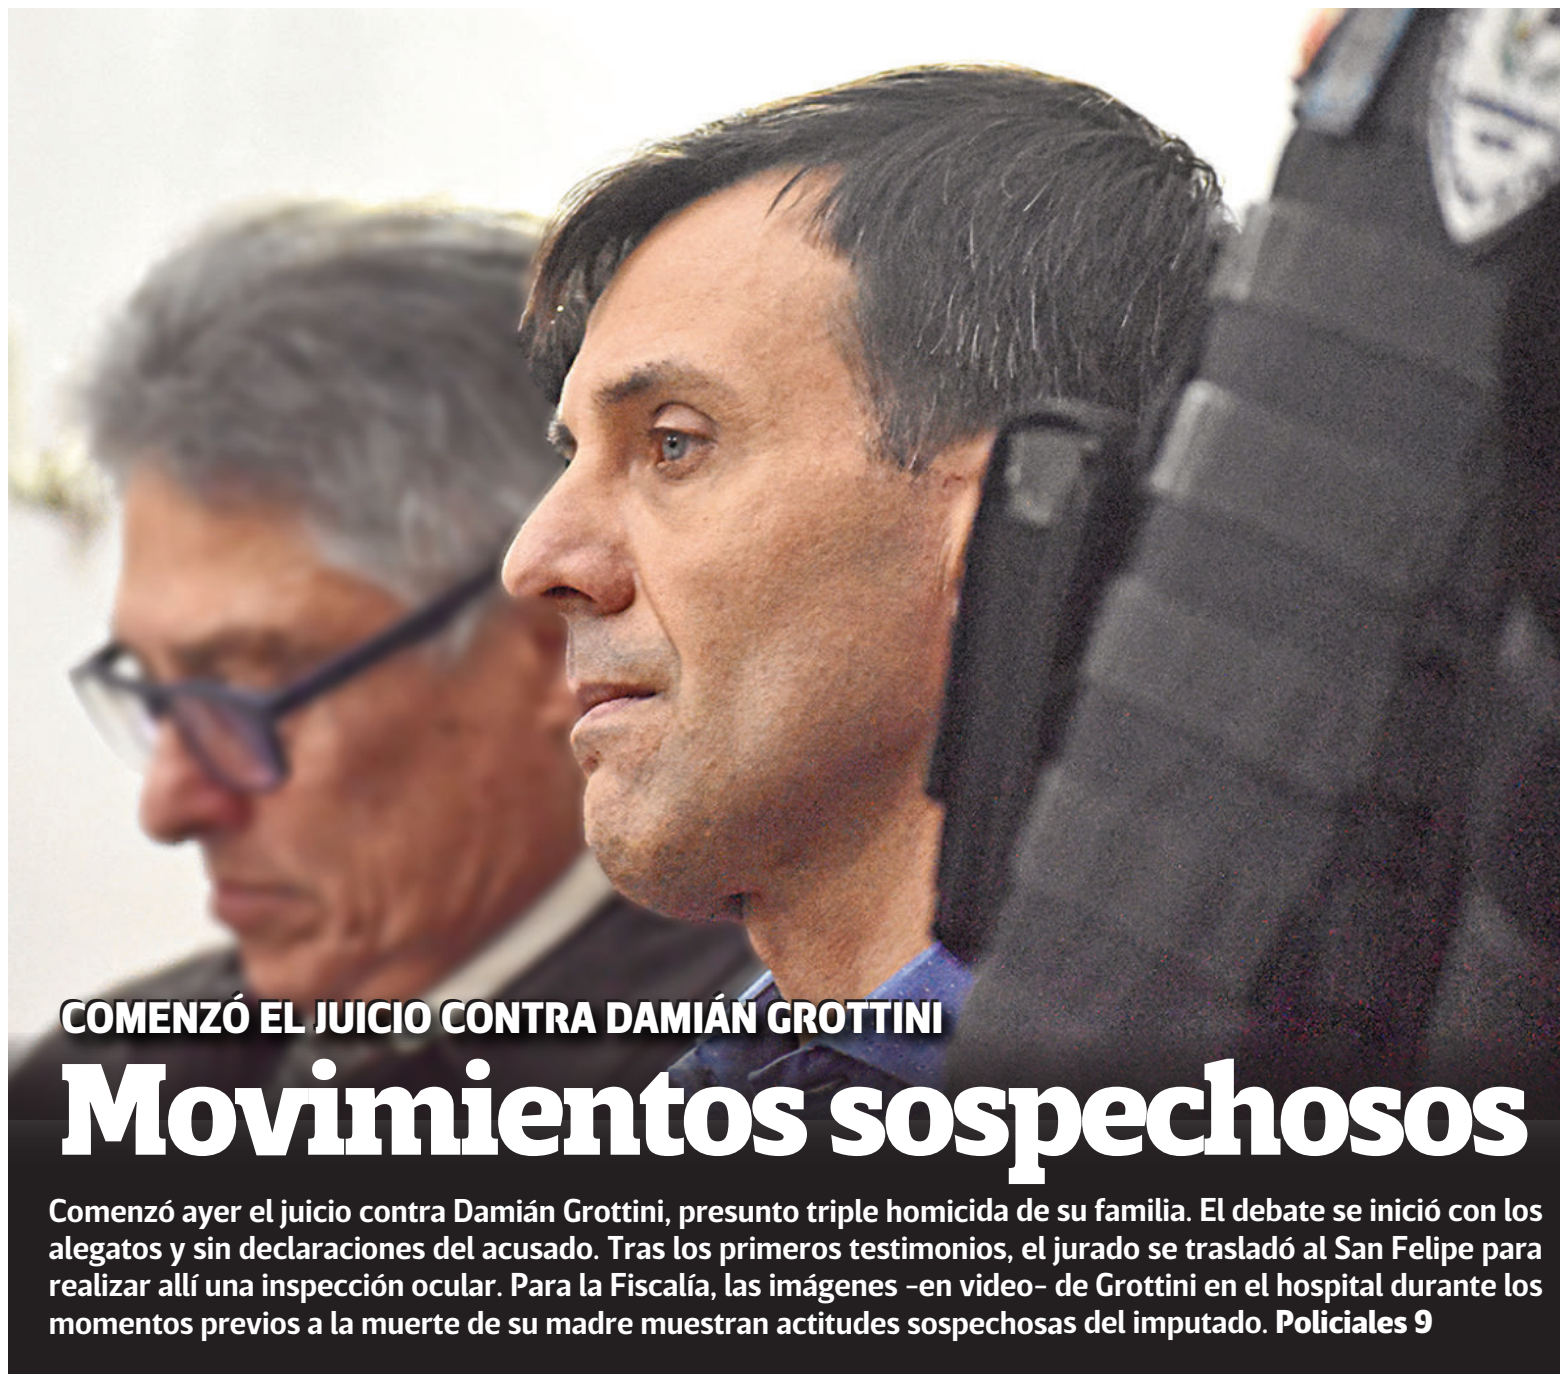 COMENZÓ EL JUICIO CONTRA DAMIÁN GROTTINI
Movimientos sospechosos
Comenzó ayer el juicio contra Damián Grottini, presunto triple homicida de su familia. El debate se inició con los
alegatos y sin declaraciones del acusado. Tras los primeros testimonios, el jurado se trasladó al San Felipe para
realizar allí una inspección ocular. Para la Fiscalía, las imágenes -en video- de Grottini en el hospital durante los
momentos previos a la muerte de su madre muestran actitudes sospechosas del imputado. Policiales 9